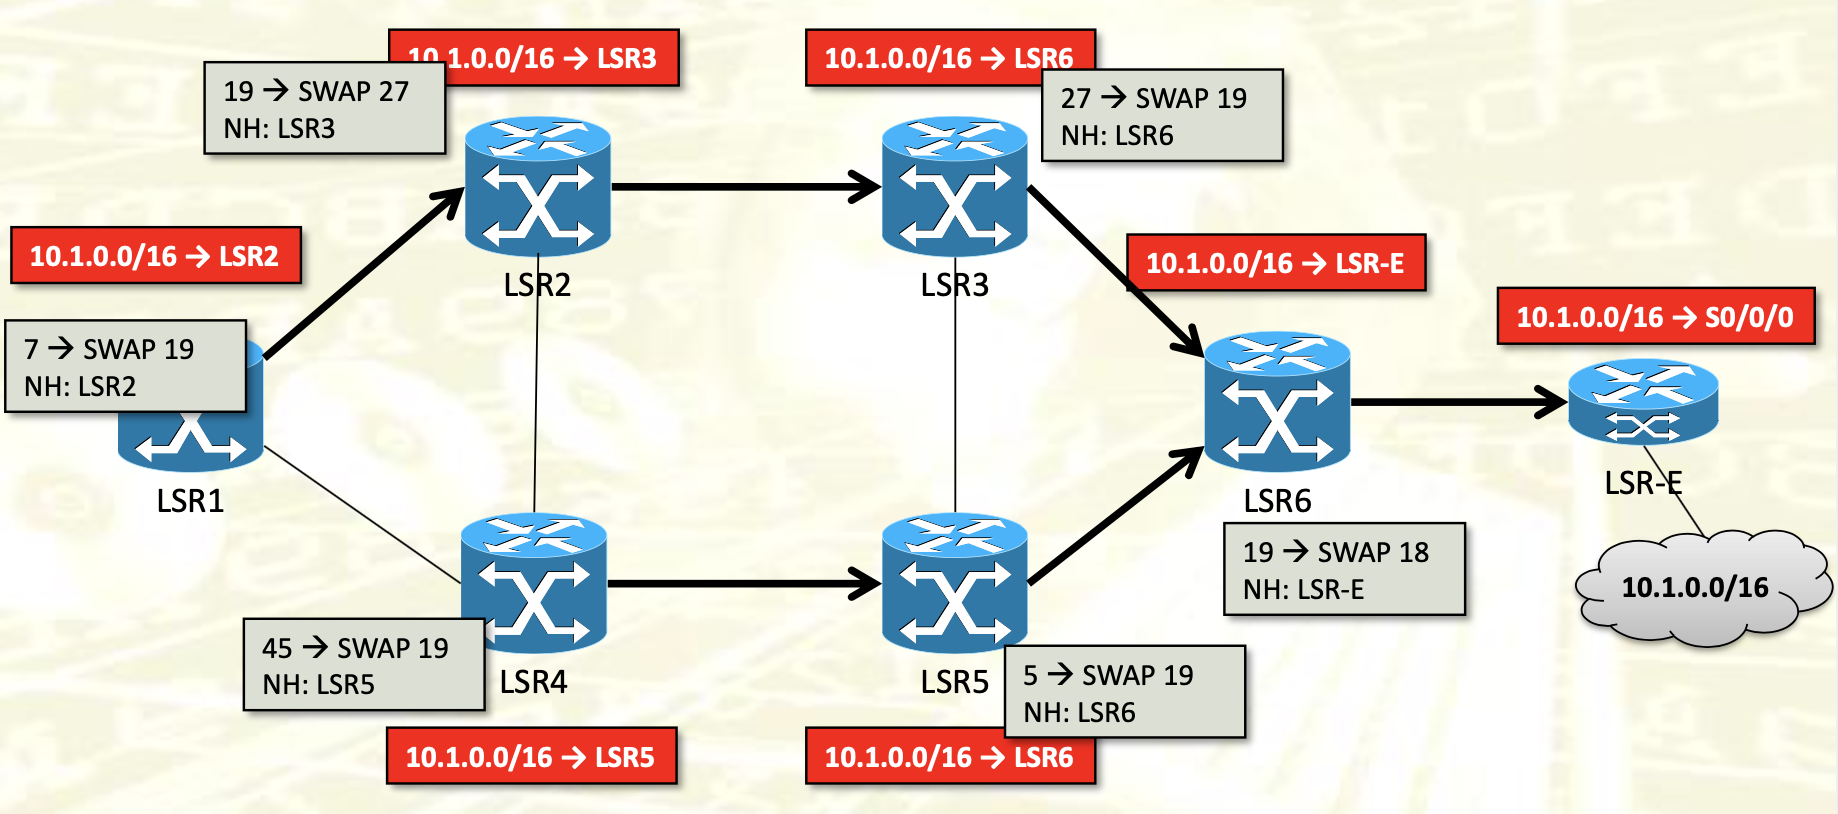 10.1.0.0/16 → LSR3
19 → SWAP 27
NH: LSR3
LSR2
10.1.0.0/16 → LSR6
27 → SWAP 19
NH: LSR6
LSR3
10.1.0.0/16 → LSR2
7 → SWAP 19
NH: LSR2
LSR1
10.1.0.0/16 → LSR-E
LSR6
19 → SWAP 18
NH: LSR-E
10.1.0.0/16 → S0/0/0
LSR-E
10.1.0.0/16
45 → SWAP 19
NH: LSR5
LSR4
10.1.0.0/16 → LSR5
LSR5
5 → SWAP 19
NH: LSR6
10.1.0.0/16 → LSR6